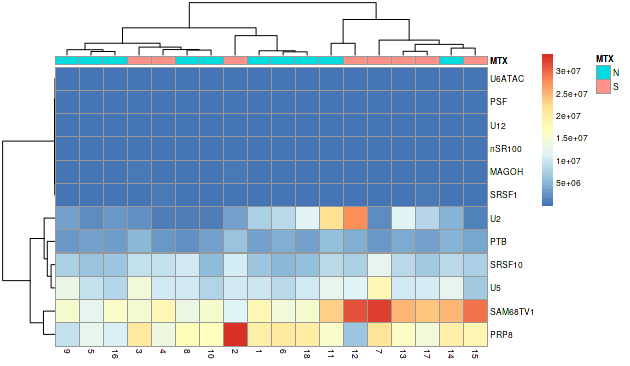 MTX
U6ATAC
PSF
U12
nSR100
MAGOH
SRSF1
U2
PTB
SRSF10
U5
SAM68TV1
PRP8
9 5 16 3 4 8 10 2 1 6 18 11 12 7 13 17 14 15
3e+07
2.5e+07
2e+07
1.5e+07
1e+07
5e+06
MTX
N
S